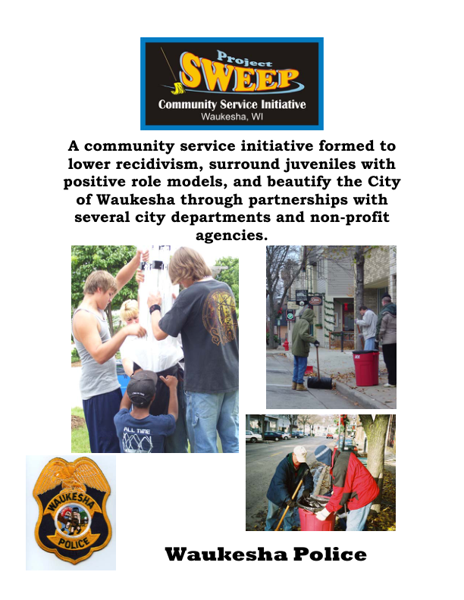 Project
SWEEP
Community Service Initiative
Waukesha, WI
A community service initiative formed to
lower recidivism, surround juveniles with
positive role models, and beautify the City
of Waukesha through partnerships with
several city departments and non-profit
agencies.
ALL TIME
WAUKESHA
POLICE
Waukesha Police